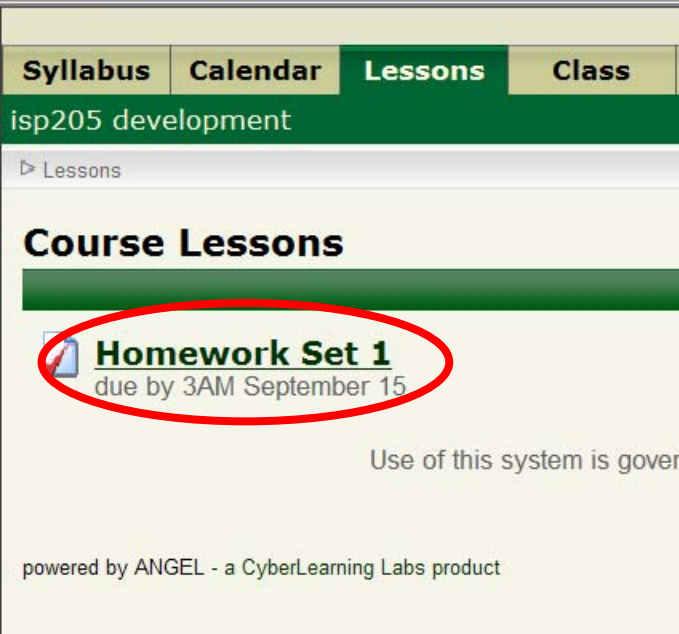 Syllabus Calendar Lessons Class
isp205 development
Lessons
Course Lessons
Homework Set 1
due by 3AM September 15
Use of this system is gover
powered by ANGEL - a CyberLearning Labs product